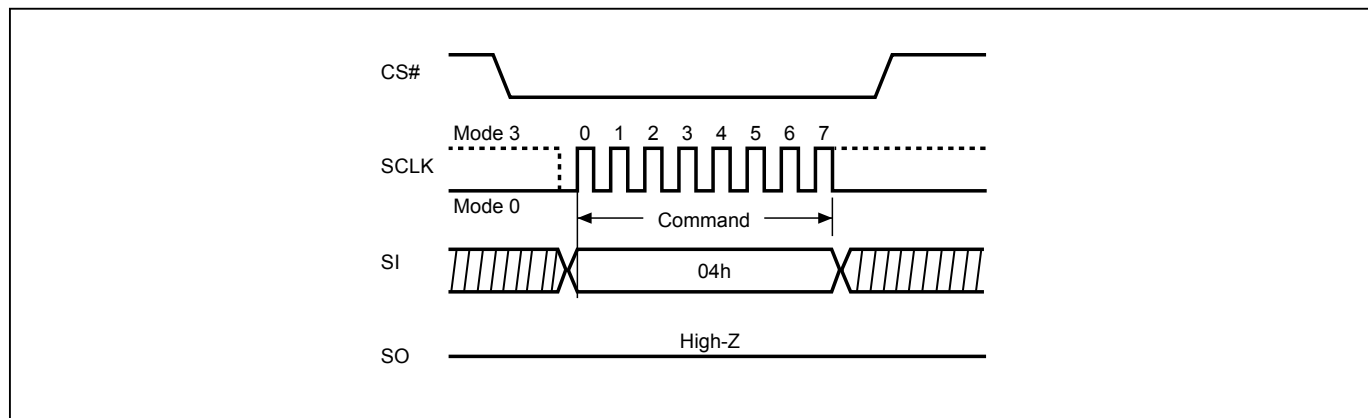 CS#
Mode 3 0 1 2 3 4 5 6 7
SCLK
Mode 0
Command
SI
04h
High-Z
SO